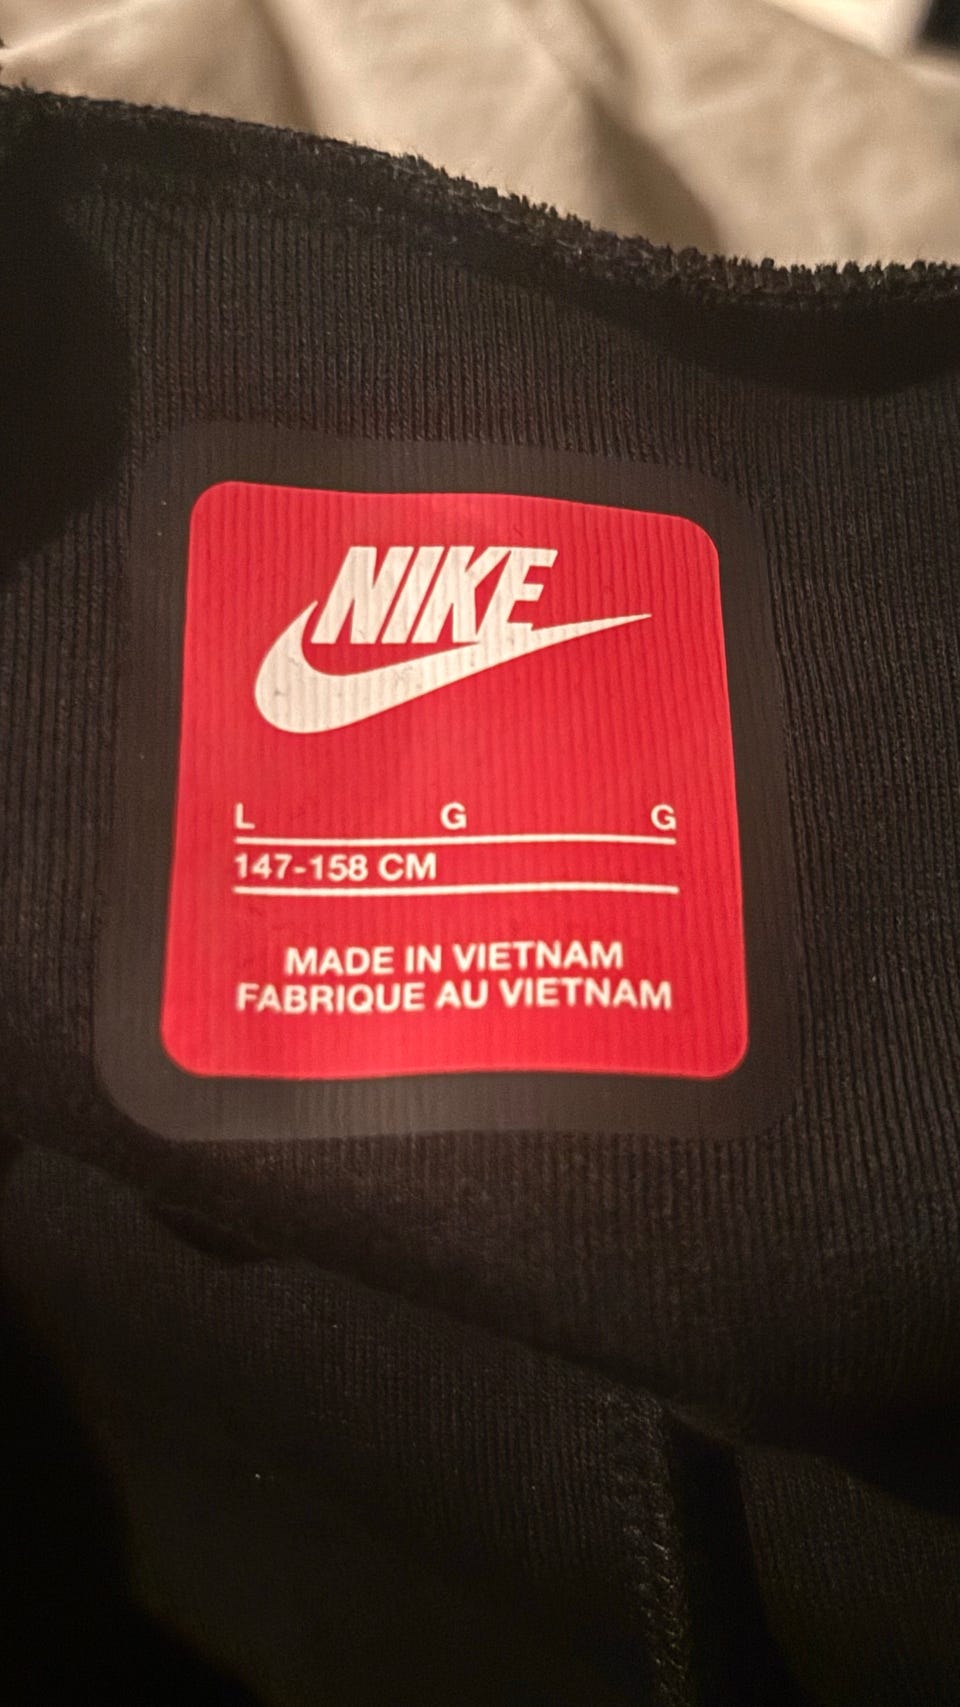 NIKE
L G G
147-158 CM
MADE IN VIETNAM
FABRIQUE AU VIETNAM